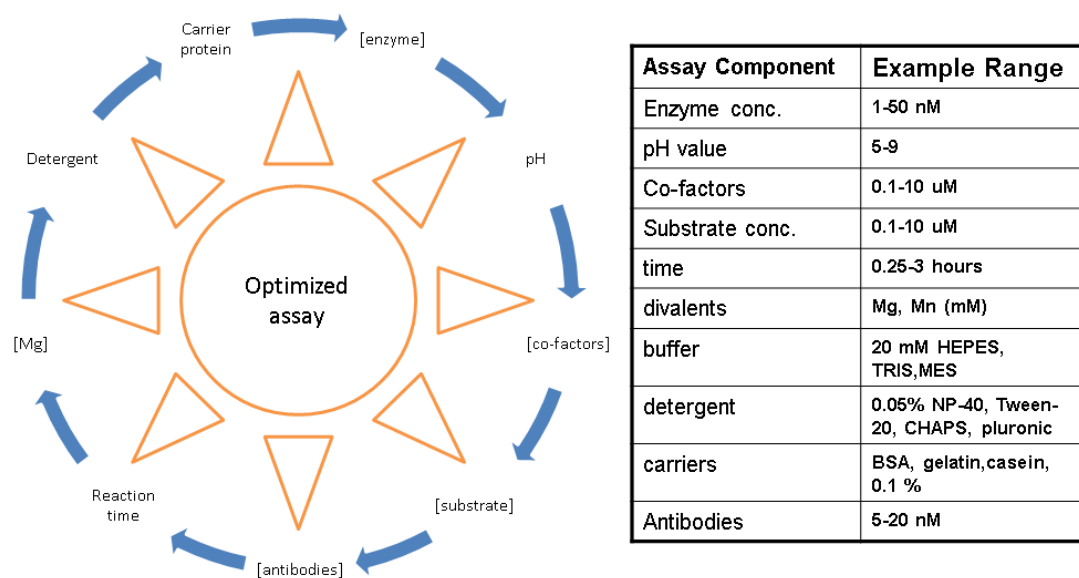 Carrier
protein
[enzyme]
pH
[co-factors]
[substrate]
[antibodies]
Reaction
time
[Mg]
Detergent
Optimized
assay
Assay Component Example Range
Enzyme conc. 1-50 nM
pH value 5-9
Co-factors 0.1-10 uM
Substrate conc. 0.1-10 uM
time 0.25-3 hours
divalents Mg, Mn (mM)
buffer 20 mM HEPES,
TRIS,MES
detergent 0.05% NP-40, Tween-
20, CHAPS, pluronic
carriers BSA, gelatin,casein,
0.1 %
Antibodies 5-20 nM